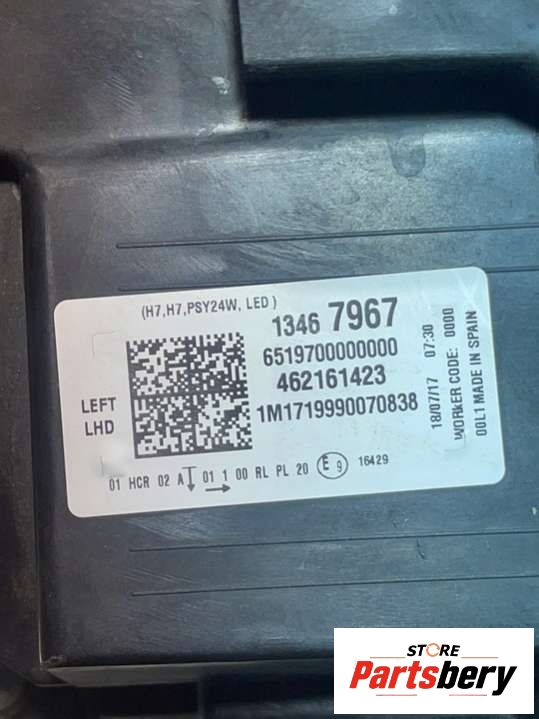 (H7,H7,PSY24W, LED)
1346 7967
6519700000000
462161423
1M1719990070838
LEFT
LHD
01 HCR 02 A 01 1 00 RL PL 20 E 9 16429
18/07/17 07:30
WORKER CODE: 0000
00L1 MADE IN SPAIN
STORE
Partsbery